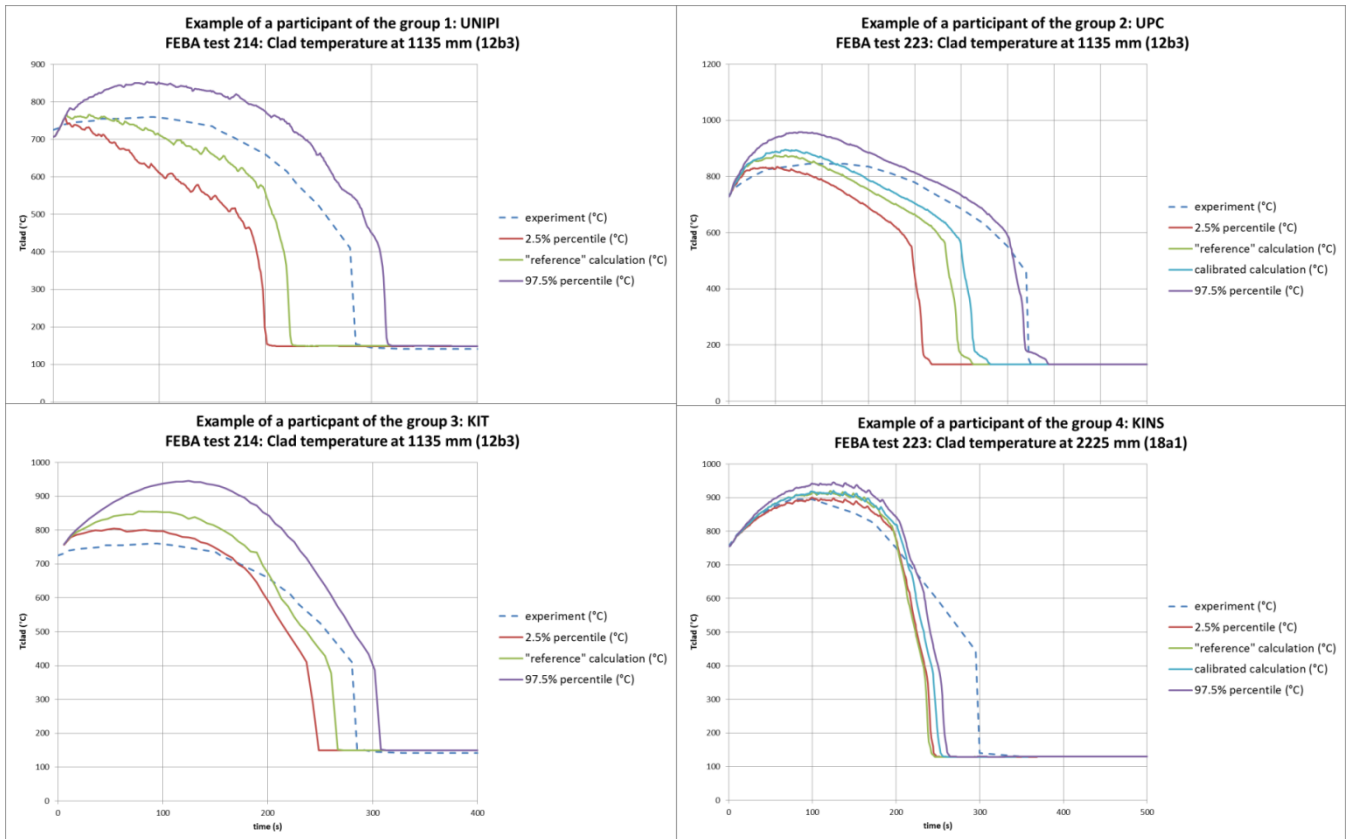 Example of a participant of the group 1: UNIPI
FEBA test 214: Clad temperature at 1135 mm (12b3)
900
800
700
600
500
400
300
200
100
0
Tclad (°C)
experiment (°C)
2.5% percentile (°C)
"reference" calculation (°C)
97.5% percentile (°C)
Example of a participant of the group 2: UPC
FEBA test 223: Clad temperature at 1135 mm (12b3)
1200
1000
800
600
400
200
0
Tclad (°C)
experiment (°C)
2.5% percentile (°C)
"reference" calculation (°C)
calibrated calculation (°C)
97.5% percentile (°C)
Example of a participant of the group 3: KIT
FEBA test 214: Clad temperature at 1135 mm (12b3)
1000
900
800
700
600
500
400
300
200
100
0
Tclad (°C)
0 100 200 300 400
time (s)
experiment (°C)
2.5% percentile (°C)
"reference" calculation (°C)
97.5% percentile (°C)
Example of a participant of the group 4: KINS
FEBA test 223: Clad temperature at 2225 mm (18a1)
1000
900
800
700
600
500
400
300
200
100
0
Tclad (°C)
0 100 200 300 400 500
time (s)
experiment (°C)
2.5% percentile (°C)
"reference" calculation (°C)
calibrated calculation (°C)
97.5% percentile (°C)